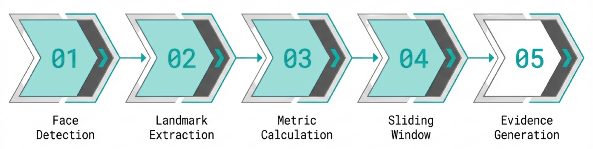 01
02
03
04
05
Face
Detection
Landmark
Extraction
Metric
Calculation
Sliding
Window
Evidence
Generation